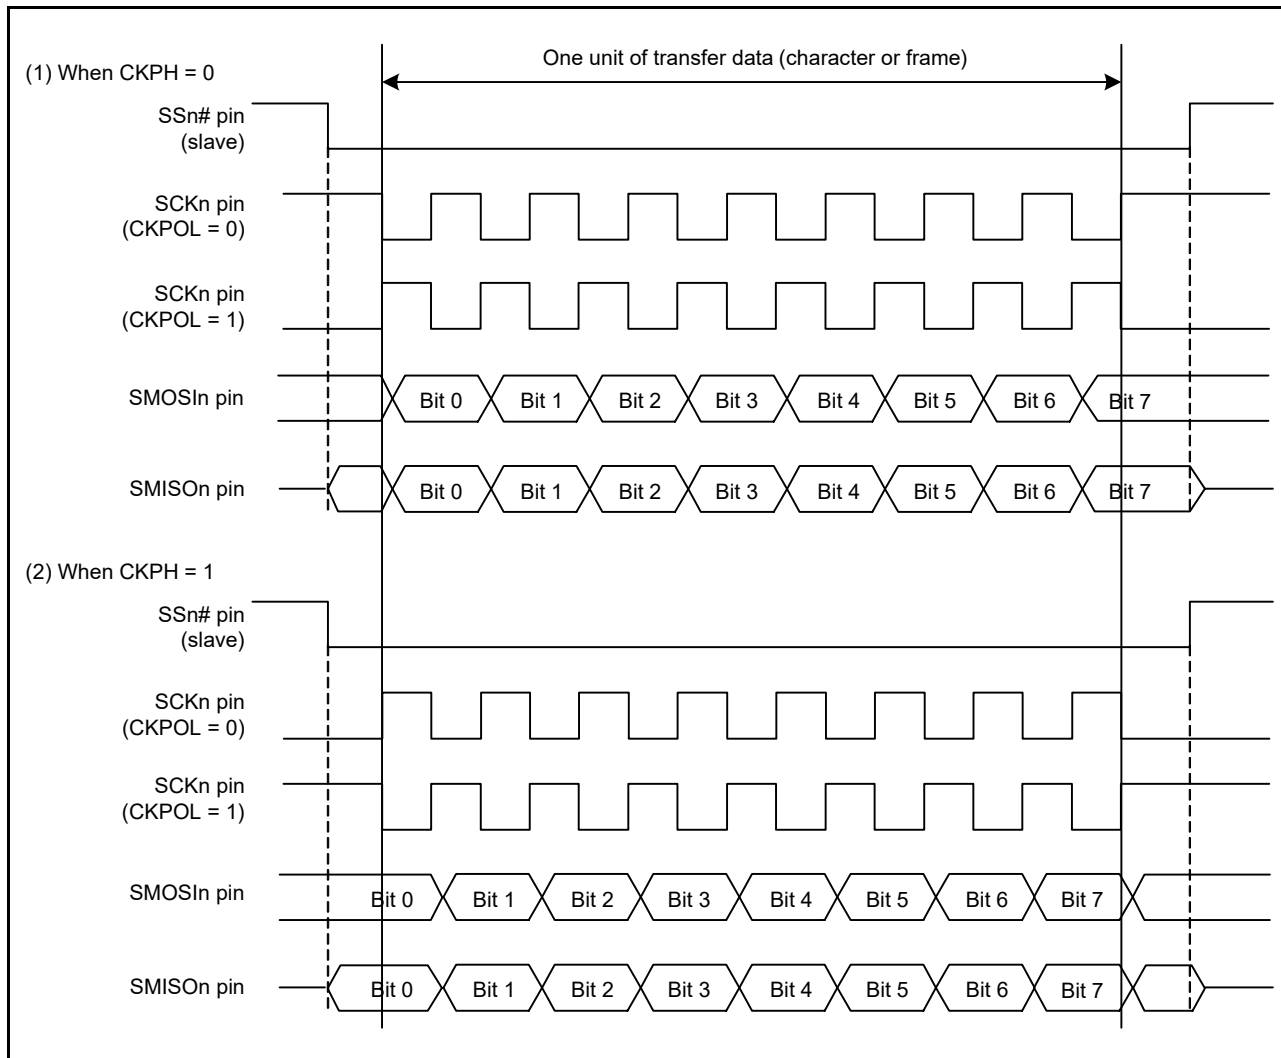 One unit of transfer data (character or frame)
(1) When CKPH = 0
SSn# pin
(slave)
SCKn pin
(CKPOL = 0)
SCKn pin
(CKPOL = 1)
SMOSIn pin
Bit 0 Bit 1 Bit 2 Bit 3 Bit 4 Bit 5 Bit 6 Bit 7
SMISOn pin
Bit 0 Bit 1 Bit 2 Bit 3 Bit 4 Bit 5 Bit 6 Bit 7
(2) When CKPH = 1
SSn# pin
(slave)
SCKn pin
(CKPOL = 0)
SCKn pin
(CKPOL = 1)
SMOSIn pin
Bit 0 Bit 1 Bit 2 Bit 3 Bit 4 Bit 5 Bit 6 Bit 7
SMISOn pin
Bit 0 Bit 1 Bit 2 Bit 3 Bit 4 Bit 5 Bit 6 Bit 7